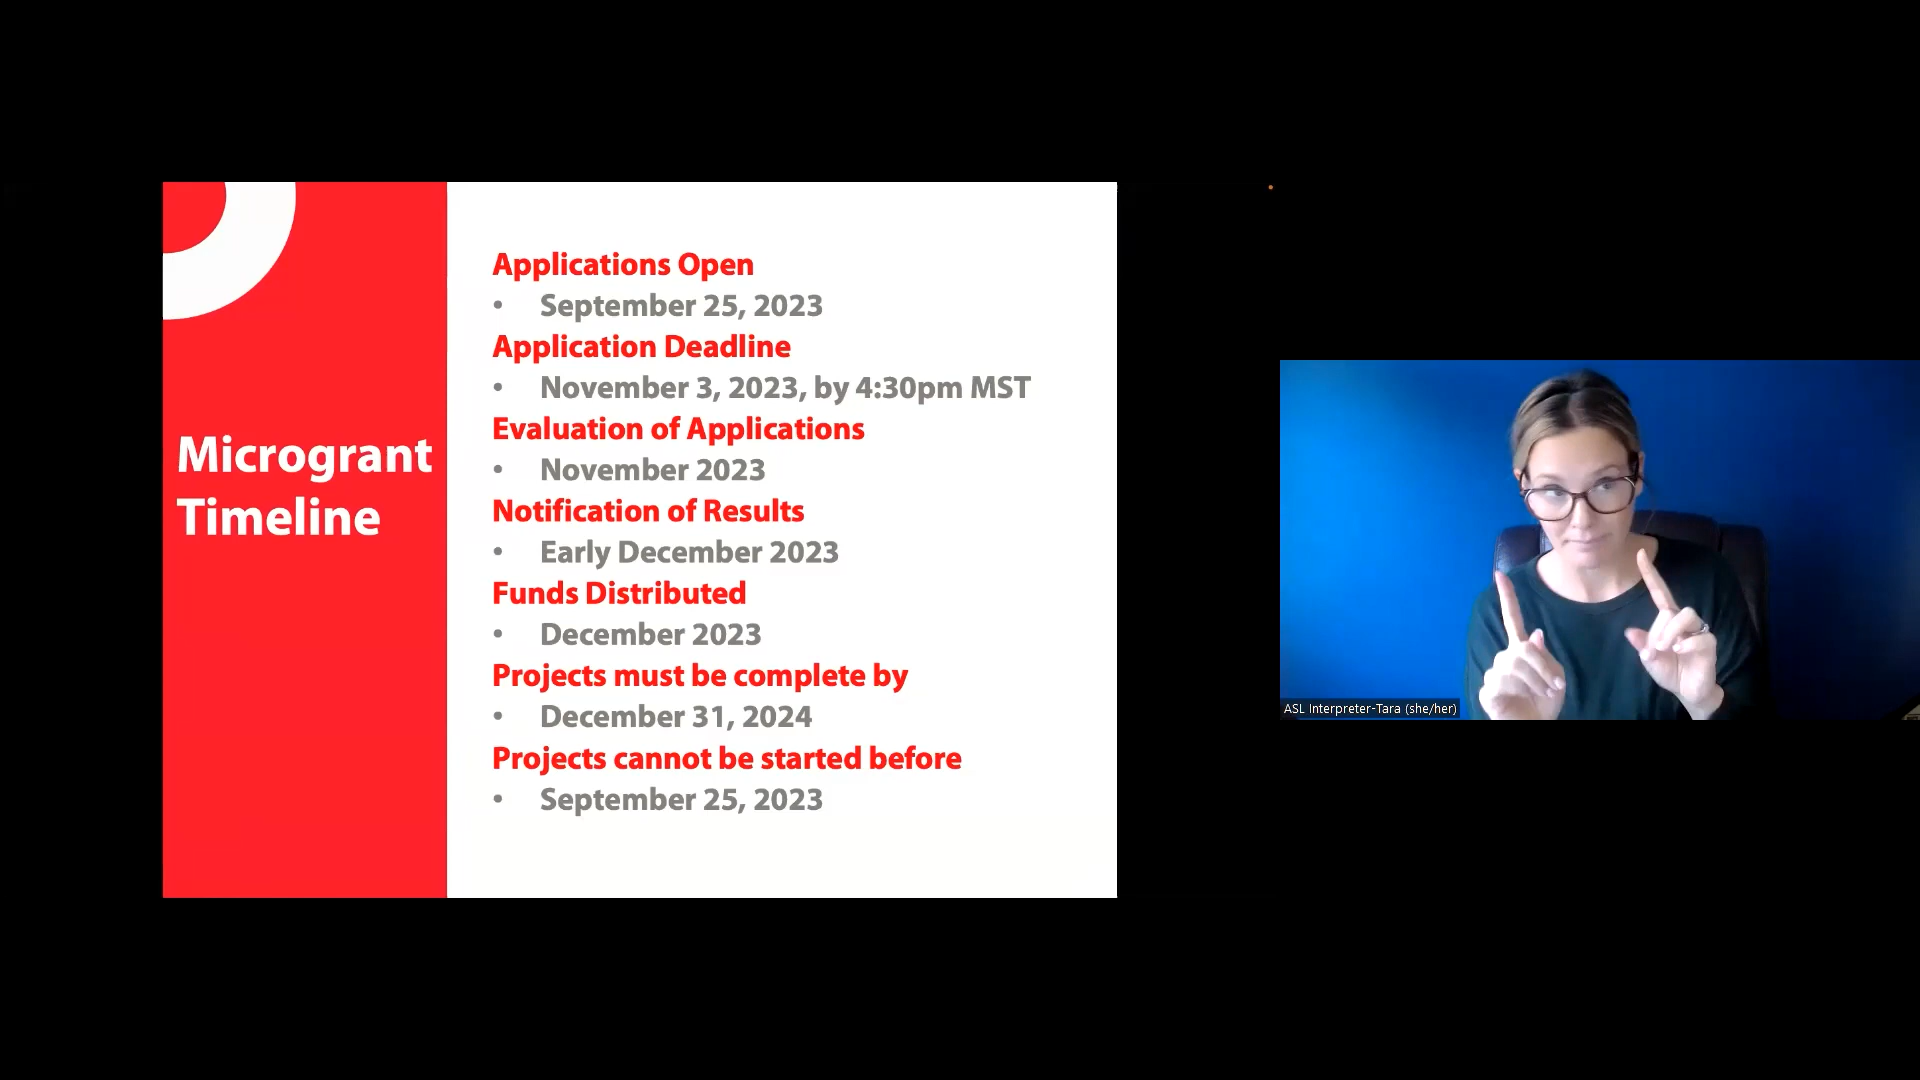 Microgrant
Timeline
Applications Open
• September 25, 2023
Application Deadline
• November 3, 2023, by 4:30pm MST
Evaluation of Applications
• November 2023
Notification of Results
• Early December 2023
Funds Distributed
• December 2023
Projects must be complete by
• December 31, 2024
Projects cannot be started before
• September 25, 2023
ASL Interpreter-Tara (she/her)